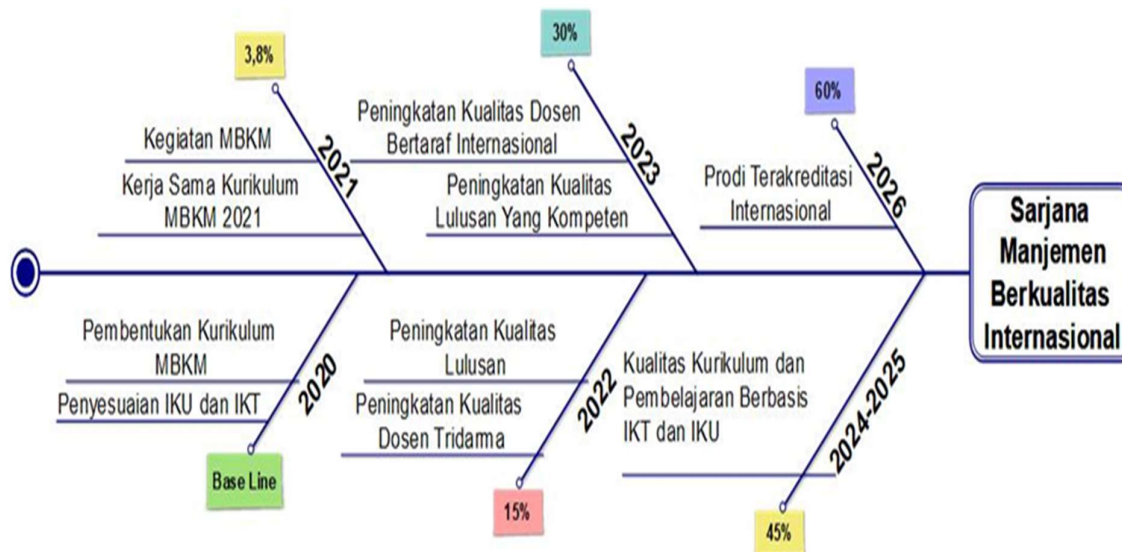 3,8%
Kegiatan MBKM
Kerja Sama Kurikulum
MBKM 2021
2021
30%
Peningkatan Kualitas Dosen
Bertaraf Internasional
Peningkatan Kualitas
Lulusan Yang Kompeten
2023
60%
Prodi Terakreditasi
Internasional
2026
Sarjana
Manjemen
Berkualitas
Internasional
Pembentukan Kurikulum
MBKM
Penyesuaian IKU dan IKT
2020
Base Line
Peningkatan Kualitas
Lulusan
Peningkatan Kualitas
Dosen Tridarma
2022
15%
Kualitas Kurikulum dan
Pembelajaran Berbasis
IKT dan IKU
2024-2025
45%